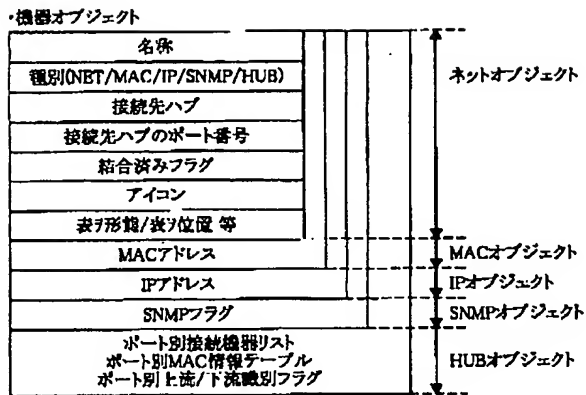 ・機器オブジェクト
名称
種別(NET/MAC/IP/SNMP/HUB)
接続先ハブ
接続先ハブのポート番号
結合済みフラグ
アイコン
表ヲ形態/表ヲ位置 等
MACアドレス
IPアドレス
SNMPフラグ
ポート別接続機器リスト
ポート別MAC情報テーブル
ポート別上流/下流識別フラグ
ネットオブジェクト
MACオブジェクト
IPオブジェクト
SNMPオブジェクト
HUBオブジェクト